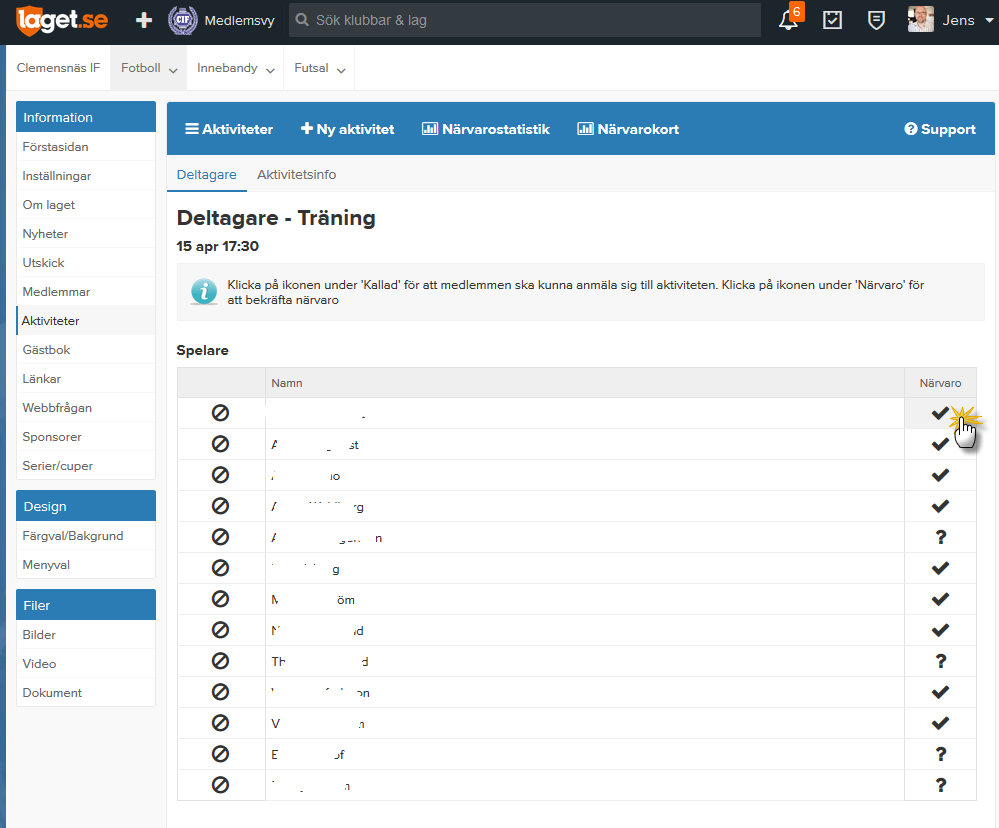 laget.se
CIF Medlemsvy
Sök klubbar & lag
6
Jens
Clemensnäs IF
Fotboll
Innebandy
Futsal
Information
Förstasidan
Inställningar
Om laget
Nyheter
Utskick
Medlemmar
Aktiviteter
Gästbok
Länkar
Webbfrågan
Sponsorer
Serier/cuper
Design
Färgval/Bakgrund
Menyval
Filer
Bilder
Video
Dokument
Aktiviteter
Ny aktivitet
Närvarostatistik
Närvarokort
Support
Deltagare
Aktivitetsinfo
Deltagare - Träning
15 apr 17:30
Klicka på ikonen under 'Kallad' för att medlemmen ska kunna anmäla sig till aktiviteten. Klicka på ikonen under 'Närvaro' för
att bekräfta närvaro
Spelare
Namn
Närvaro
?
?
?
?